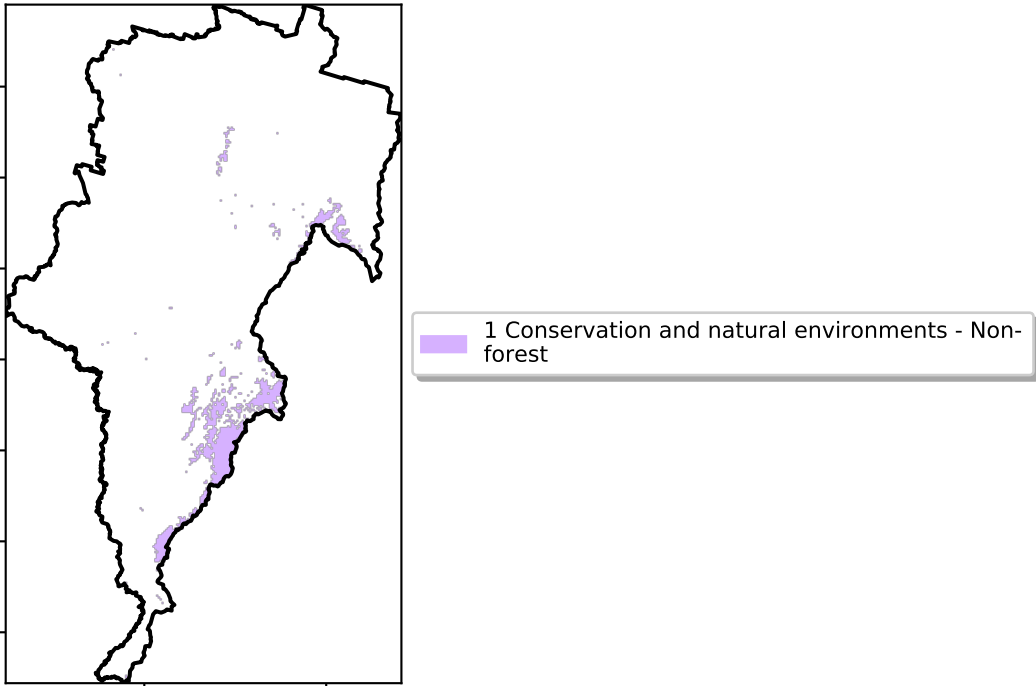 1 Conservation and natural environments - Non-
forest